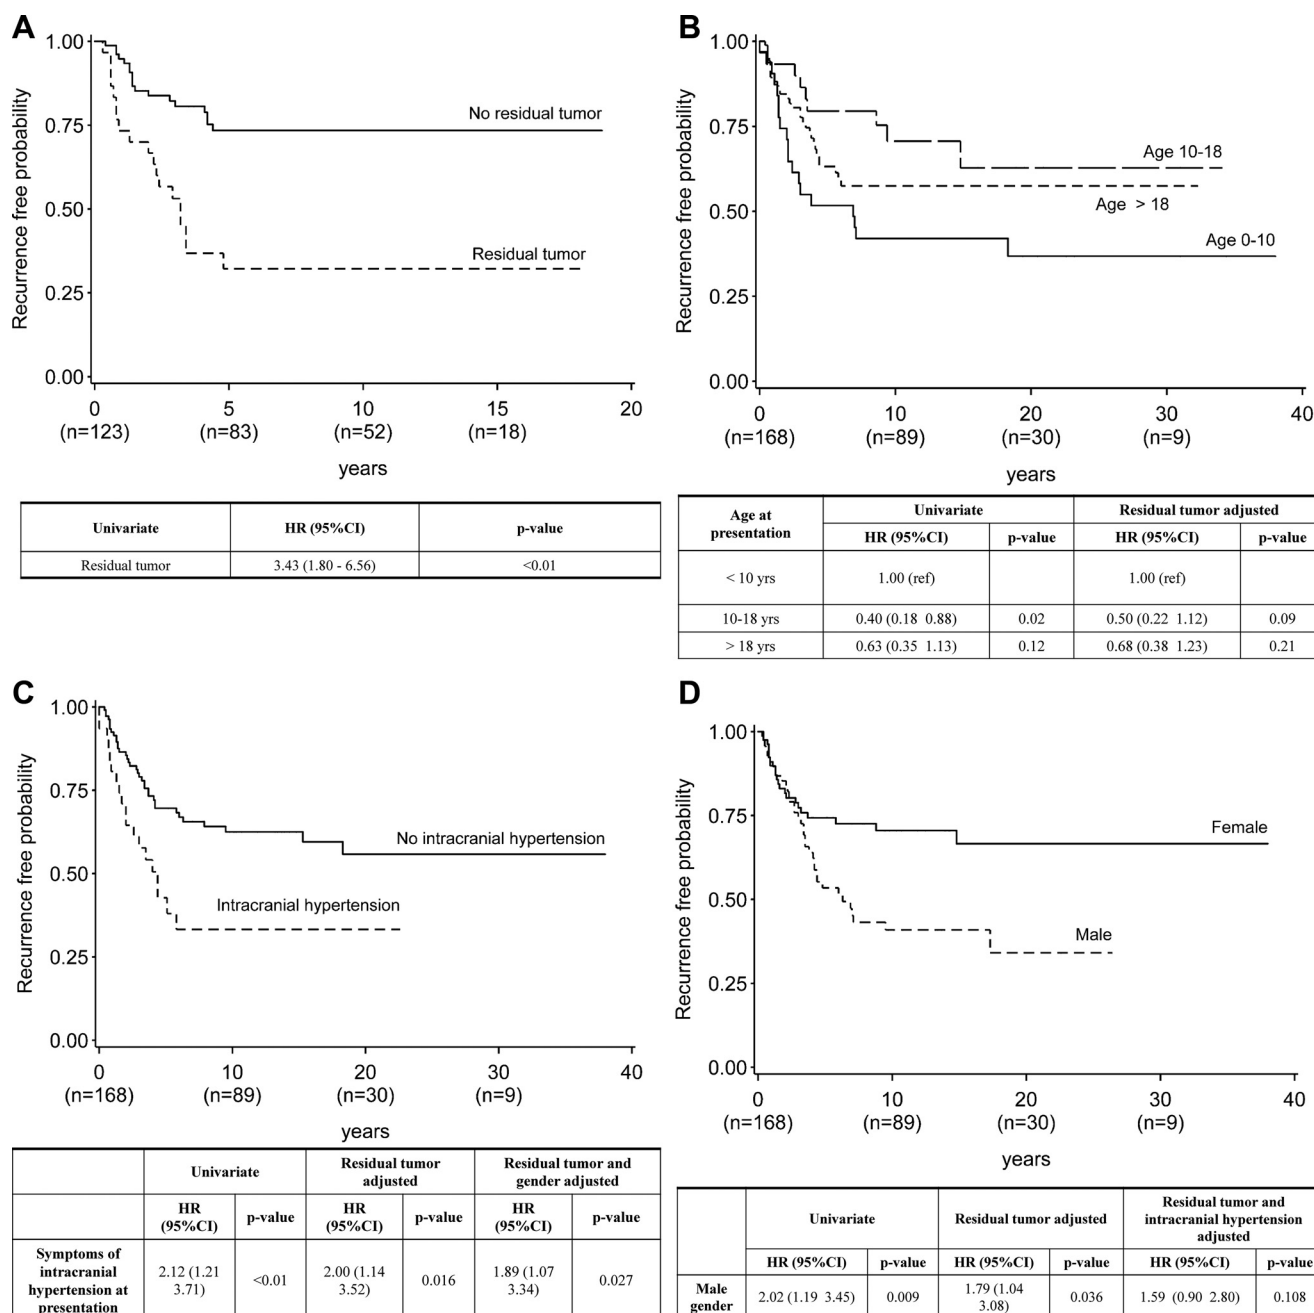 A
Recurrence free probability
1.00
0.75
0.50
0.25
0.00
No residual tumor
Residual tumor
0 5 10 15 20
(n=123) (n=83) (n=52) (n=18)
years
Univariate HR (95%CI) p-value
Residual tumor 3.43 (1.80 - 6.56) <0.01
B
Recurrence free probability
1.00
0.75
0.50
0.25
0.00
Age 10-18
Age > 18
Age 0-10
0 10 20 30 40
(n=168) (n=89) (n=30) (n=9)
years
Age at presentation Univariate Residual tumor adjusted
HR (95%CI) p-value HR (95%CI) p-value
< 10 yrs 1.00 (ref) 1.00 (ref)
10-18 yrs 0.40 (0.18 0.88) 0.02 0.50 (0.22 1.12) 0.09
> 18 yrs 0.63 (0.35 1.13) 0.12 0.68 (0.38 1.23) 0.21
C
Recurrence free probability
1.00
0.75
0.50
0.25
0.00
No intracranial hypertension
Intracranial hypertension
0 10 20 30 40
(n=168) (n=89) (n=30) (n=9)
years
Univariate Residual tumor adjusted Residual tumor and gender adjusted
HR (95%CI) p-value HR (95%CI) p-value HR (95%CI) p-value
Symptoms of intracranial hypertension at presentation 2.12 (1.21 3.71) <0.01 2.00 (1.14 3.52) 0.016 1.89 (1.07 3.34) 0.027
D
Recurrence free probability
1.00
0.75
0.50
0.25
0.00
Female
Male
0 10 20 30 40
(n=168) (n=89) (n=30) (n=9)
years
Univariate Residual tumor adjusted Residual tumor and intracranial hypertension adjusted
HR (95%CI) p-value HR (95%CI) p-value HR (95%CI) p-value
Male gender 2.02 (1.19 3.45) 0.009 1.79 (1.04 3.08) 0.036 1.59 (0.90 2.80) 0.108